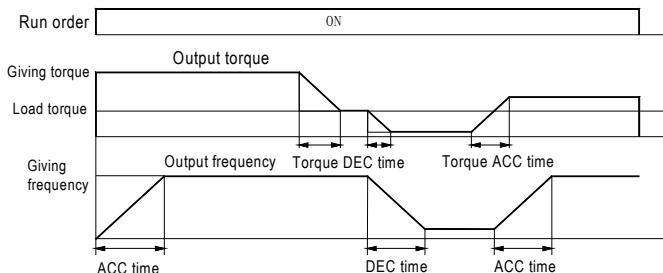 Run order
ON
Output torque
Giving torque
Load torque
Torque DEC time
Torque ACC time
Giving
frequency
Output frequency
ACC time
DEC time
ACC time